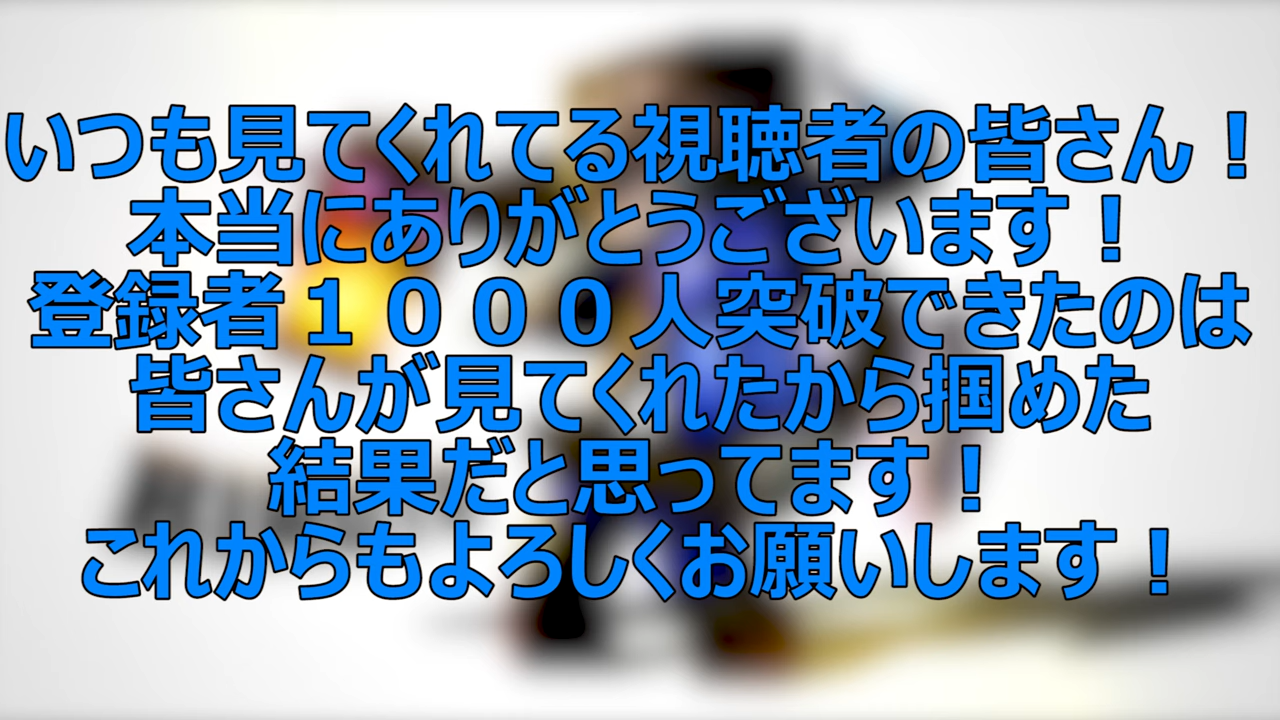 いつも見てくれてる視聴者の皆さん！
本当にありがとうございます！
登録者１０００人突破できたのは
皆さんが見てくれたから掴めた
結果だと思ってます！
これからもよろしくお願いします！